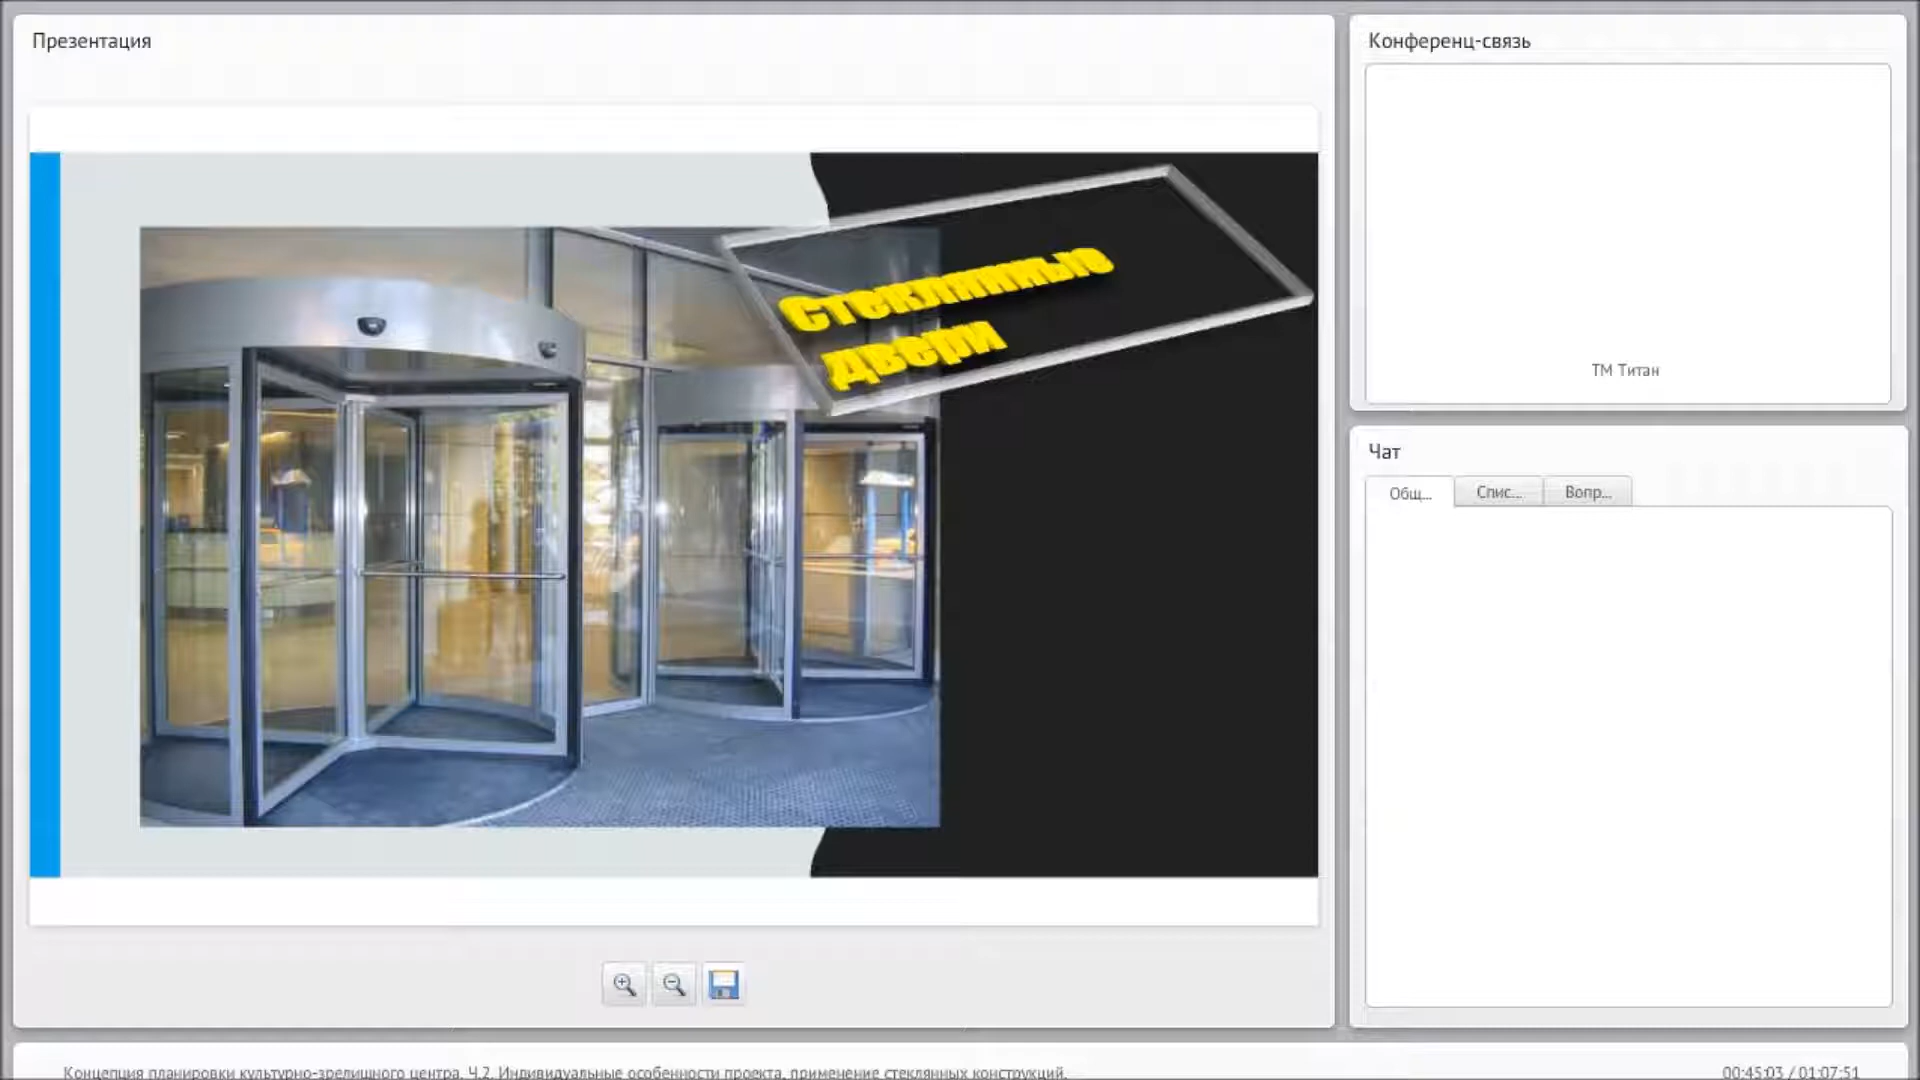 Презентация
Стеклянные
двери
Конференц-связь
ТМ Титан
Чат
Общ...
Спис...
Вопр...
Концепция планировки культурно-зрелищного центра. Ч.2. Индивидуальные особенности проекта, применение стеклянных конструкций.
00:45:03 / 01:07:51